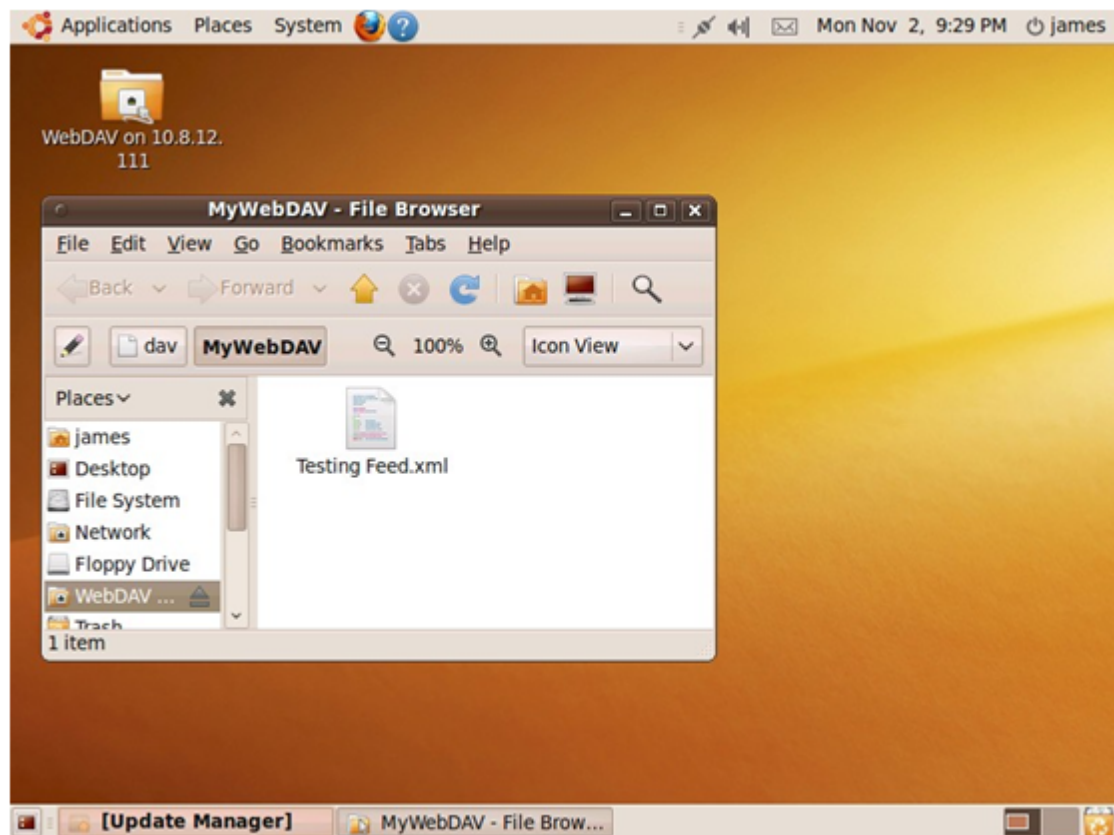 Applications Places System ? Mon Nov 2, 9:29 PM james
WebDAV on 10.8.12.
111
MyWebDAV - File Browser
File Edit View Go Bookmarks Tabs Help
Back Forward
dav MyWebDAV 100% Icon View
Places
james
Desktop
File System
Network
Floppy Drive
WebDAV ...
Trash
Testing Feed.xml
1 item
[Update Manager] MyWebDAV - File Brow...